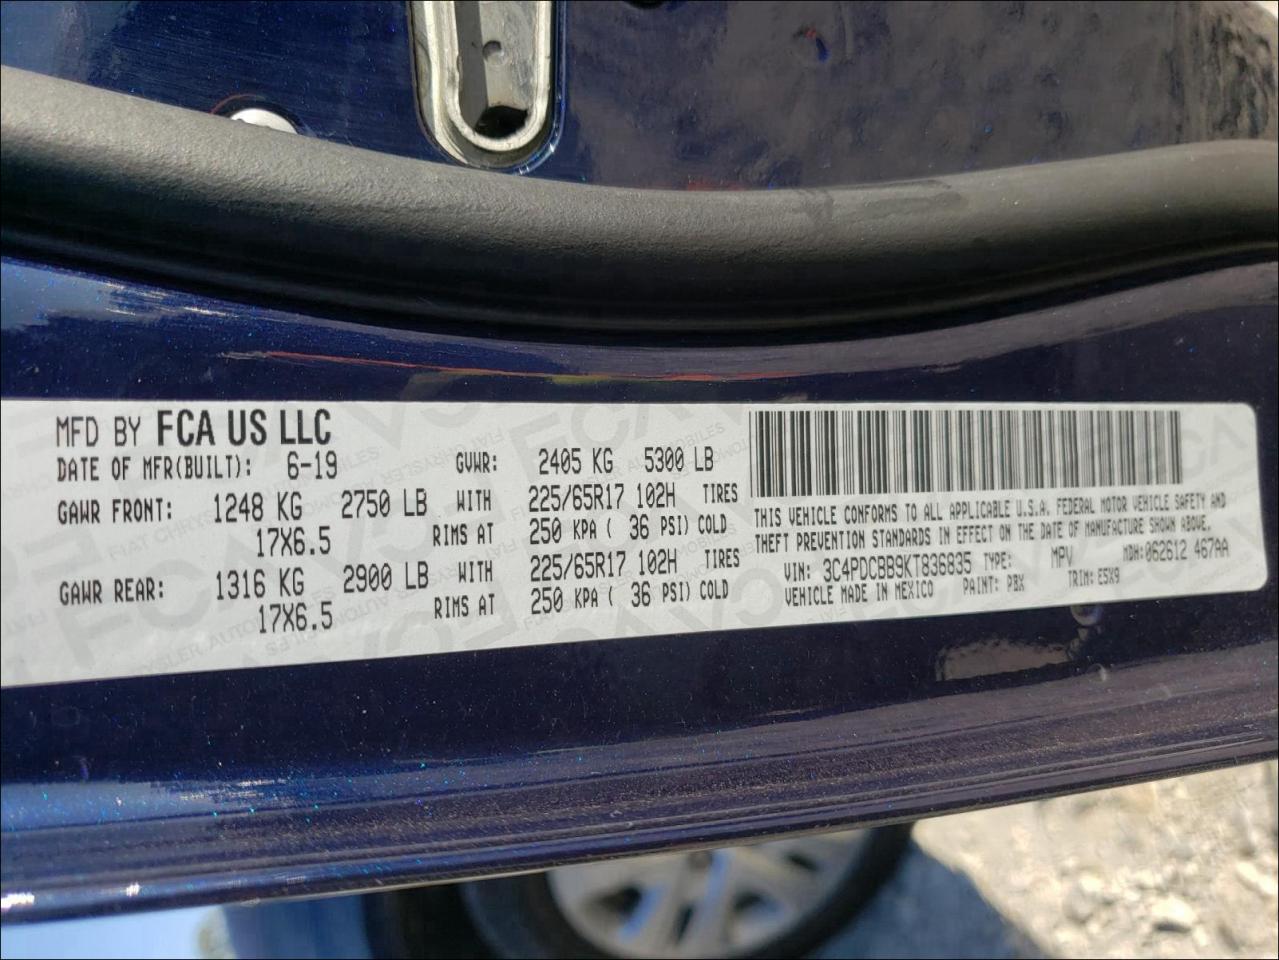 MFD BY FCA US LLC
DATE OF MFR(BUILT): 6-19 GVWR: 2405 KG 5300 LB
GAWR FRONT: 1248 KG 2750 LB WITH 225/65R17 102H TIRES
17X6.5 RIMS AT 250 KPA ( 36 PSI) COLD
GAWR REAR: 1316 KG 2900 LB WITH 225/65R17 102H TIRES
17X6.5 RIMS AT 250 KPA ( 36 PSI) COLD
THIS VEHICLE CONFORMS TO ALL APPLICABLE U.S.A. FEDERAL MOTOR VEHICLE SAFETY AND
THEFT PREVENTION STANDARDS IN EFFECT ON THE DATE OF MANUFACTURE SHOWN ABOVE.
VIN: 3C4PDCBB9KT836835 TYPE: MPV MDH: 062612 467AA
VEHICLE MADE IN MEXICO PAINT: PBX TRIM: E5X9